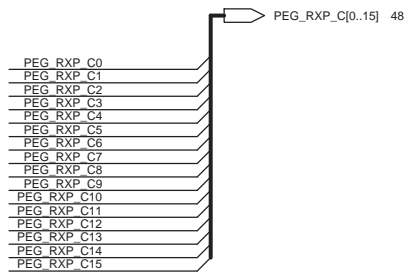 PEG_RXP_C[0..15] 48
PEG_RXP_C0
PEG_RXP_C1
PEG_RXP_C2
PEG_RXP_C3
PEG_RXP_C4
PEG_RXP_C5
PEG_RXP_C6
PEG_RXP_C7
PEG_RXP_C8
PEG_RXP_C9
PEG_RXP_C10
PEG_RXP_C11
PEG_RXP_C12
PEG_RXP_C13
PEG_RXP_C14
PEG_RXP_C15